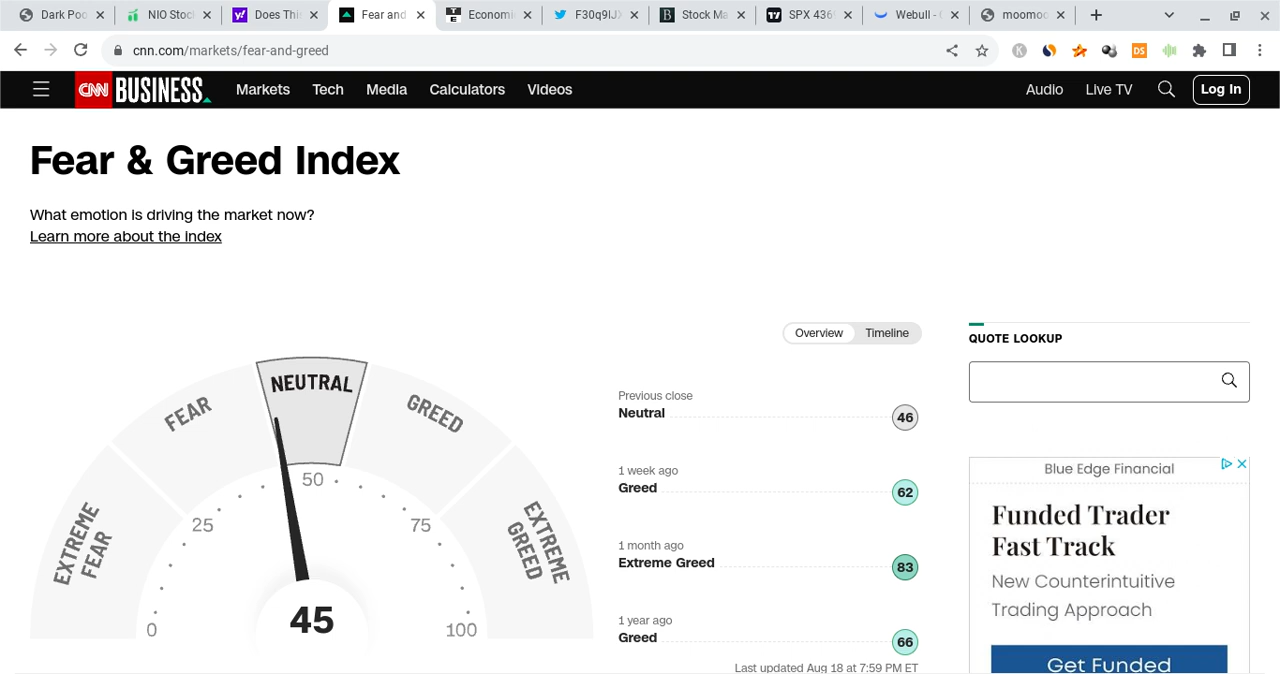 Dark Poo
NIO Stock
Does Thi
Fear and
Economi
F30q9IJX
Stock Ma
SPX 436
Webull - 
moomoo
cnn.com/markets/fear-and-greed
K
DS
CNN BUSINESS
Markets
Tech
Media
Calculators
Videos
Audio
Live TV
Log In
Fear & Greed Index
What emotion is driving the market now?
Learn more about the index
Overview
Timeline
EXTREME FEAR
FEAR
NEUTRAL
GREED
EXTREME GREED
0
25
50
75
100
45
Previous close
Neutral 46
1 week ago
Greed 62
1 month ago
Extreme Greed 83
1 year ago
Greed 66
Last updated Aug 18 at 7:59 PM ET
QUOTE LOOKUP
Blue Edge Financial
Funded Trader
Fast Track
New Counterintuitive
Trading Approach
Get Funded